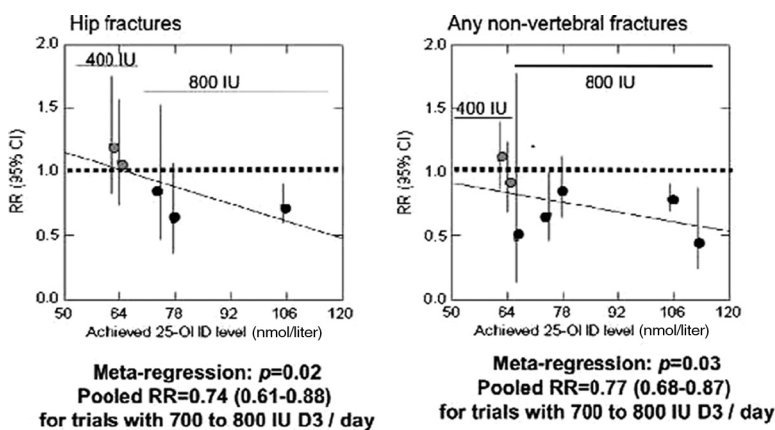 Hip fractures
2.0
400 IU
800 IU
1.5
RR (95% CI)
1.0
0.5
0.0
50 64 78 92 106 120
Achieved 25-OI ID level (nmol/liter)
Meta-regression: p=0.02
Pooled RR=0.74 (0.61-0.88)
for trials with 700 to 800 IU D3 / day
Any non-vertebral fractures
2.0
800 IU
1.5
400 IU
RR (95% CI)
1.0
0.5
0.0
50 64 78 92 106 120
Achieved 25-OI ID level (nmol/liter)
Meta-regression: p=0.03
Pooled RR=0.77 (0.68-0.87)
for trials with 700 to 800 IU D3 / day